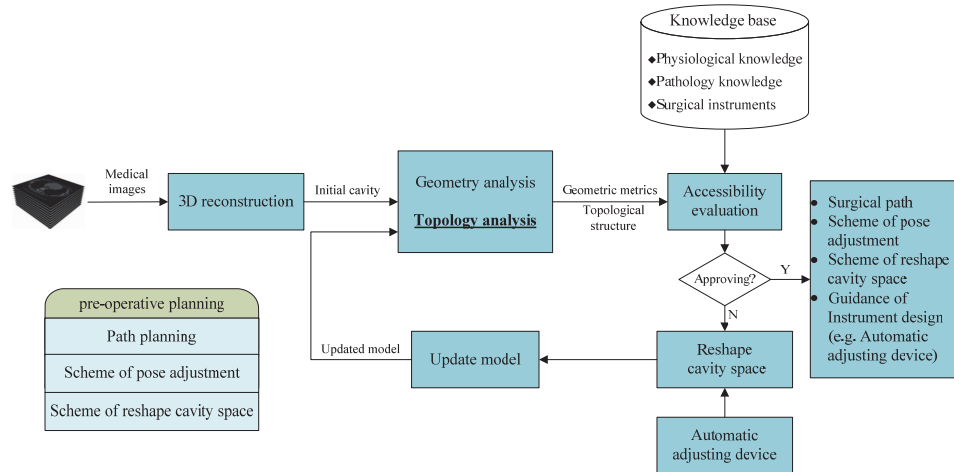 Knowledge base
◆Physiological knowledge
◆Pathology knowledge
◆Surgical instruments
Medical
images
3D reconstruction
Initial cavity
Geometry analysis
Topology analysis
Geometric metrics
Topological
structure
Accessibility
evaluation
Approving?
Y
N
• Surgical path
• Scheme of pose
adjustment
• Scheme of reshape
cavity space
• Guidance of
Instrument design
(e.g. Automatic
adjusting device)
Reshape
cavity space
Update model
Updated model
Automatic
adjusting device
pre-operative planning
Path planning
Scheme of pose adjustment
Scheme of reshape cavity space